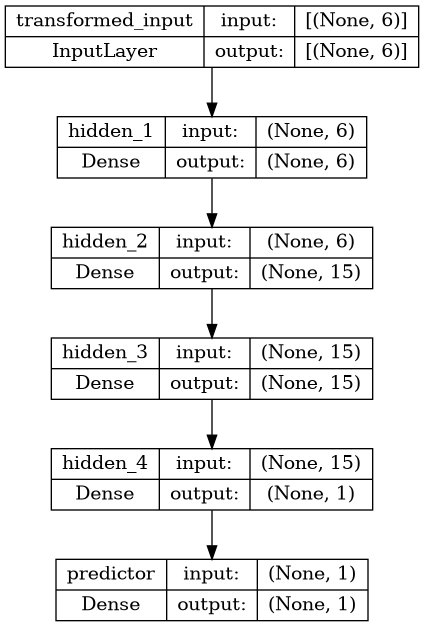 transformed_input input: [(None, 6)]
InputLayer output: [(None, 6)]
hidden_1 input: (None, 6)
Dense output: (None, 6)
hidden_2 input: (None, 6)
Dense output: (None, 15)
hidden_3 input: (None, 15)
Dense output: (None, 15)
hidden_4 input: (None, 15)
Dense output: (None, 1)
predictor input: (None, 1)
Dense output: (None, 1)